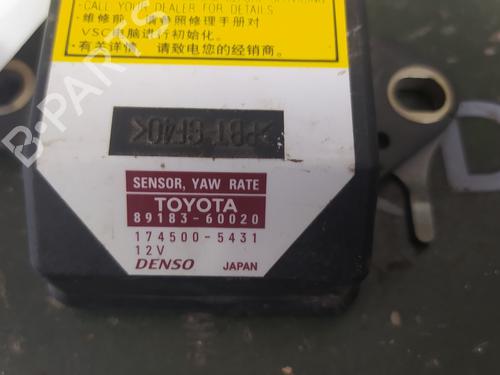 CALL YOUR DEALER FOR DETAILS.
·维修前,请参照修理手册对
VSC电脑进行初始化。
·有关详情,请致电您的经销商。
>PBT-GF40<
SENSOR, YAW RATE
TOYOTA
89183-60020
174500-5431
12V
DENSO JAPAN
B-PARTS